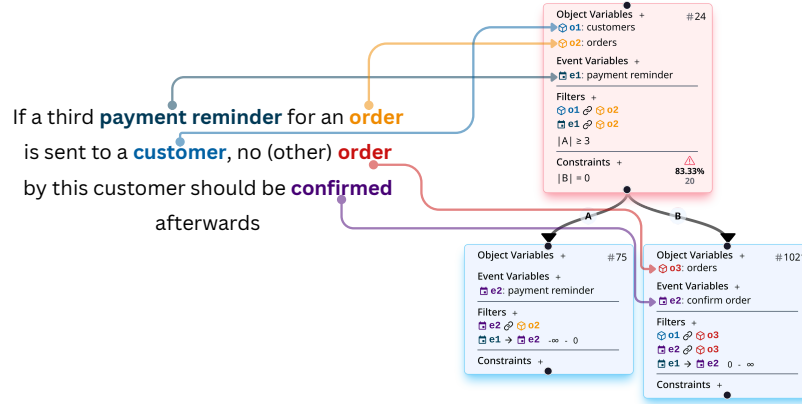 If a third payment reminder for an order
is sent to a customer, no (other) order
by this customer should be confirmed
afterwards
Object Variables + #24
o1: customers
o2: orders
Event Variables +
e1: payment reminder
Filters +
o1 o2
e1 o2
|A| ≥ 3
Constraints +
|B| = 0
83.33%
20
A B
Object Variables + #75
Event Variables +
e2: payment reminder
Filters +
e2 o2
e1 → e2 -∞ - 0
Constraints +
Object Variables + #102
o3: orders
Event Variables +
e2: confirm order
Filters +
o1 o3
e2 o3
e1 → e2 0 - ∞
Constraints +